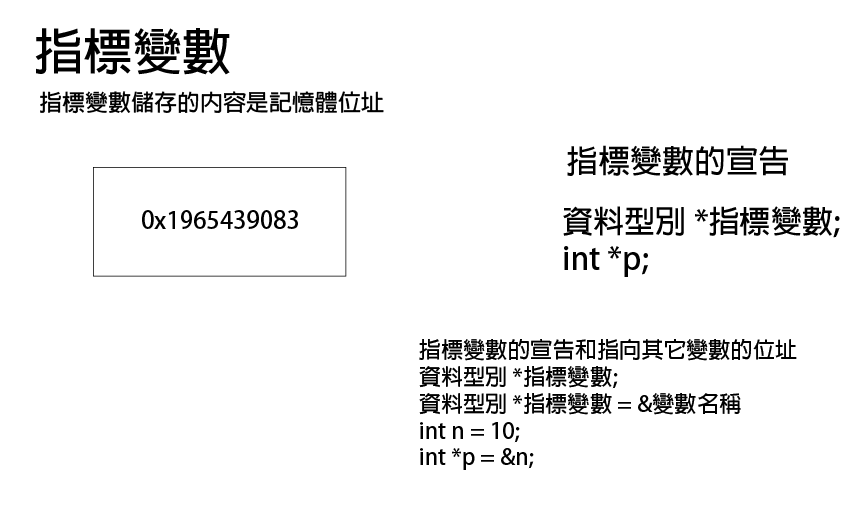 指標變數
指標變數儲存的内容是記憶體位址
0x1965439083
指標變數的宣告
資料型別 *指標變數;
int *p;
指標變數的宣告和指向其它變數的位址
資料型別 *指標變數;
資料型別 *指標變數 = &變數名稱
int n = 10;
int *p = &n;